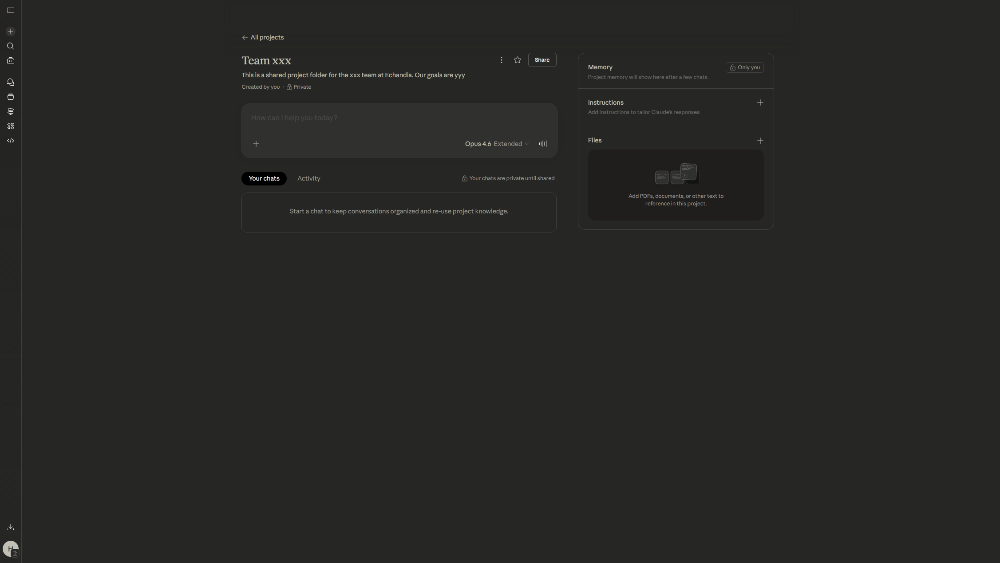 ← All projects
Team xxx
Share
This is a shared project folder for the xxx team at Echandia. Our goals are yyy
Created by you · Private
How can I help you today?
Opus 4.6 Extended
Your chats
Activity
Your chats are private until shared
Start a chat to keep conversations organized and re-use project knowledge.
Memory
Only you
Project memory will show here after a few chats.
Instructions
Add instructions to tailor Claude's responses
Files
Add PDFs, documents, or other text to
reference in this project.
H